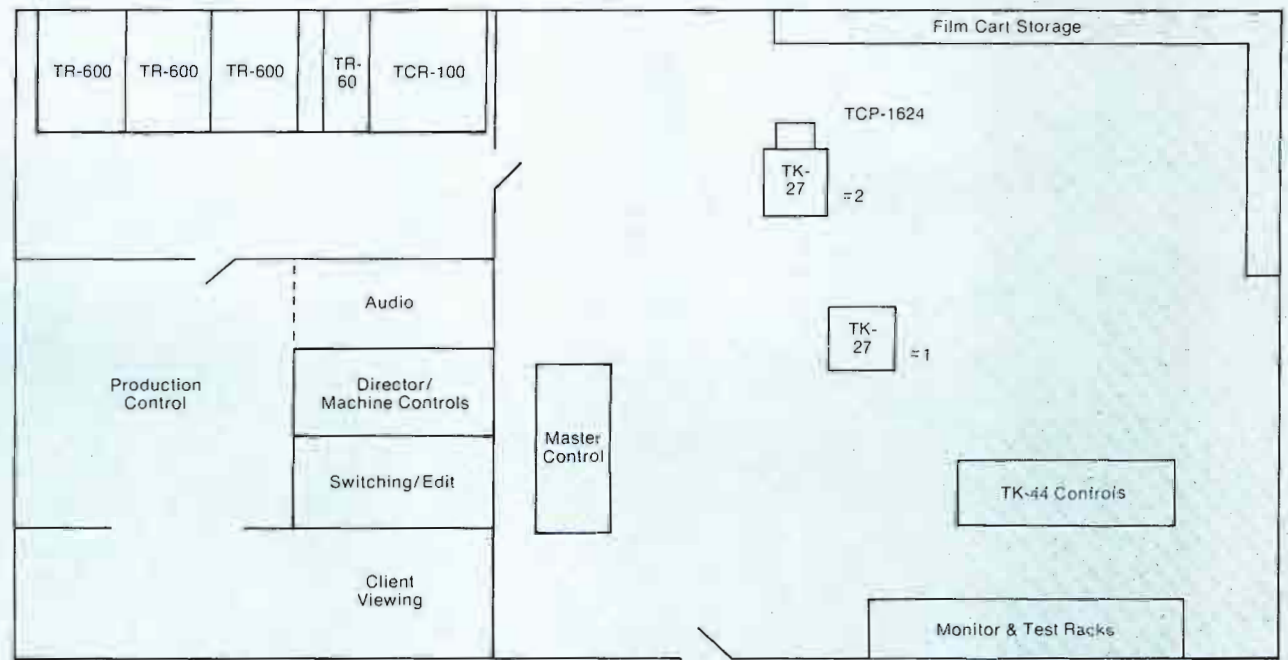 Film Cart Storage
TR-600
TR-600
TR-600
TR-
60
TCR-100
TCP-1624
TK-
27
=2
Audio
TK-
27
=1
Production
Control
Director/
Machine Controls
Master
Control
Switching/Edit
TK-44 Controls
Client
Viewing
Monitor & Test Racks